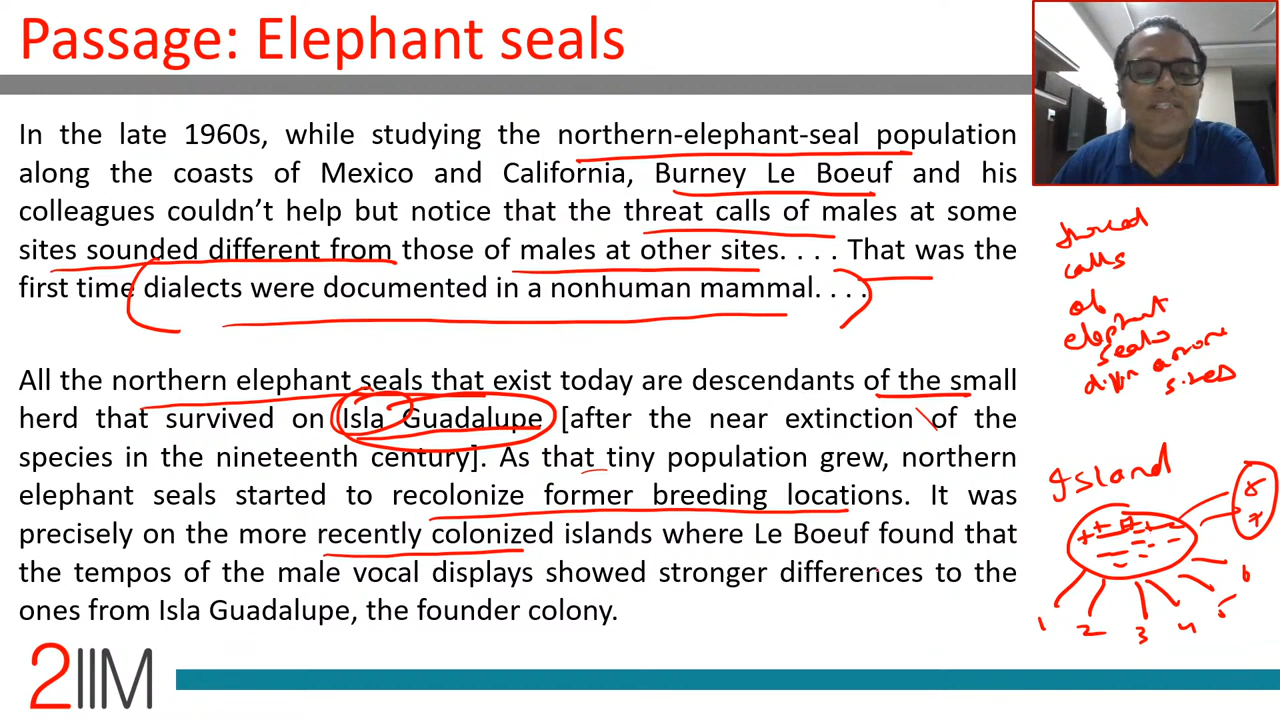 Passage: Elephant seals
In the late 1960s, while studying the northern-elephant-seal population
along the coasts of Mexico and California, Burney Le Boeuf and his
colleagues couldn't help but notice that the threat calls of males at some
sites sounded different from those of males at other sites. . . . That was the
first time dialects were documented in a nonhuman mammal. . . .
All the northern elephant seals that exist today are descendants of the small
herd that survived on Isla Guadalupe [after the near extinction of the
species in the nineteenth century]. As that tiny population grew, northern
elephant seals started to recolonize former breeding locations. It was
precisely on the more recently colonized islands where Le Boeuf found that
the tempos of the male vocal displays showed stronger differences to the
ones from Isla Guadalupe, the founder colony.
2IIM
calls
of
elephant
seals
Island
1 2 3 4 5 6